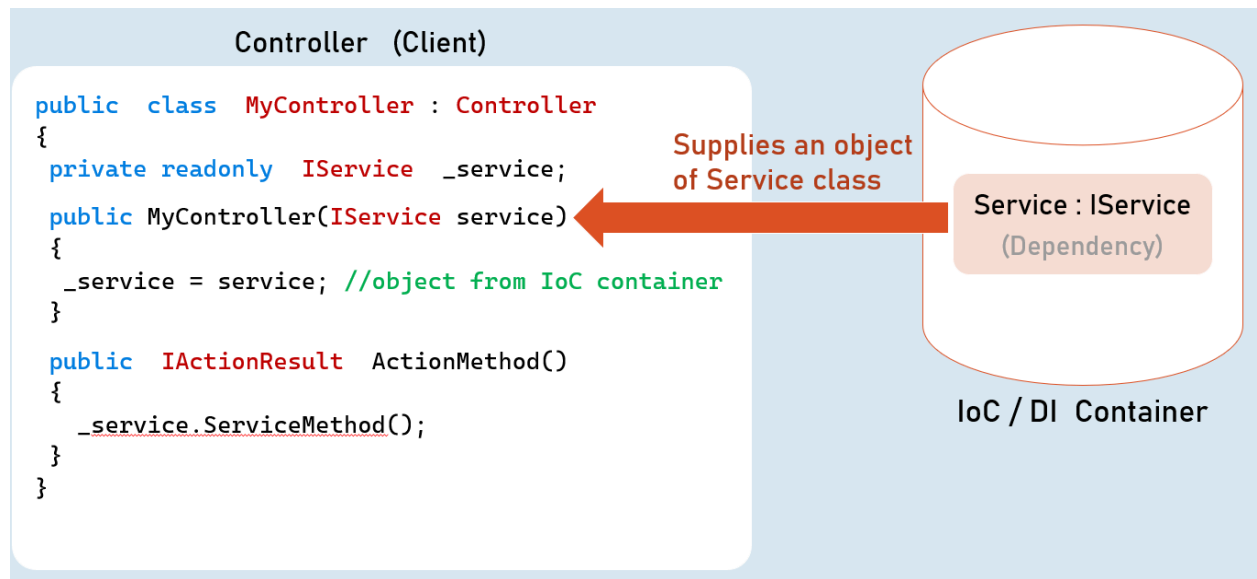 Controller (Client)
public class MyController : Controller
{
private readonly IService _service;
public MyController(IService service)
{
_service = service; //object from IoC container
}
public IActionResult ActionMethod()
{
_service.ServiceMethod();
}
}
Supplies an object
of Service class
Service : IService
(Dependency)
IoC / DI Container